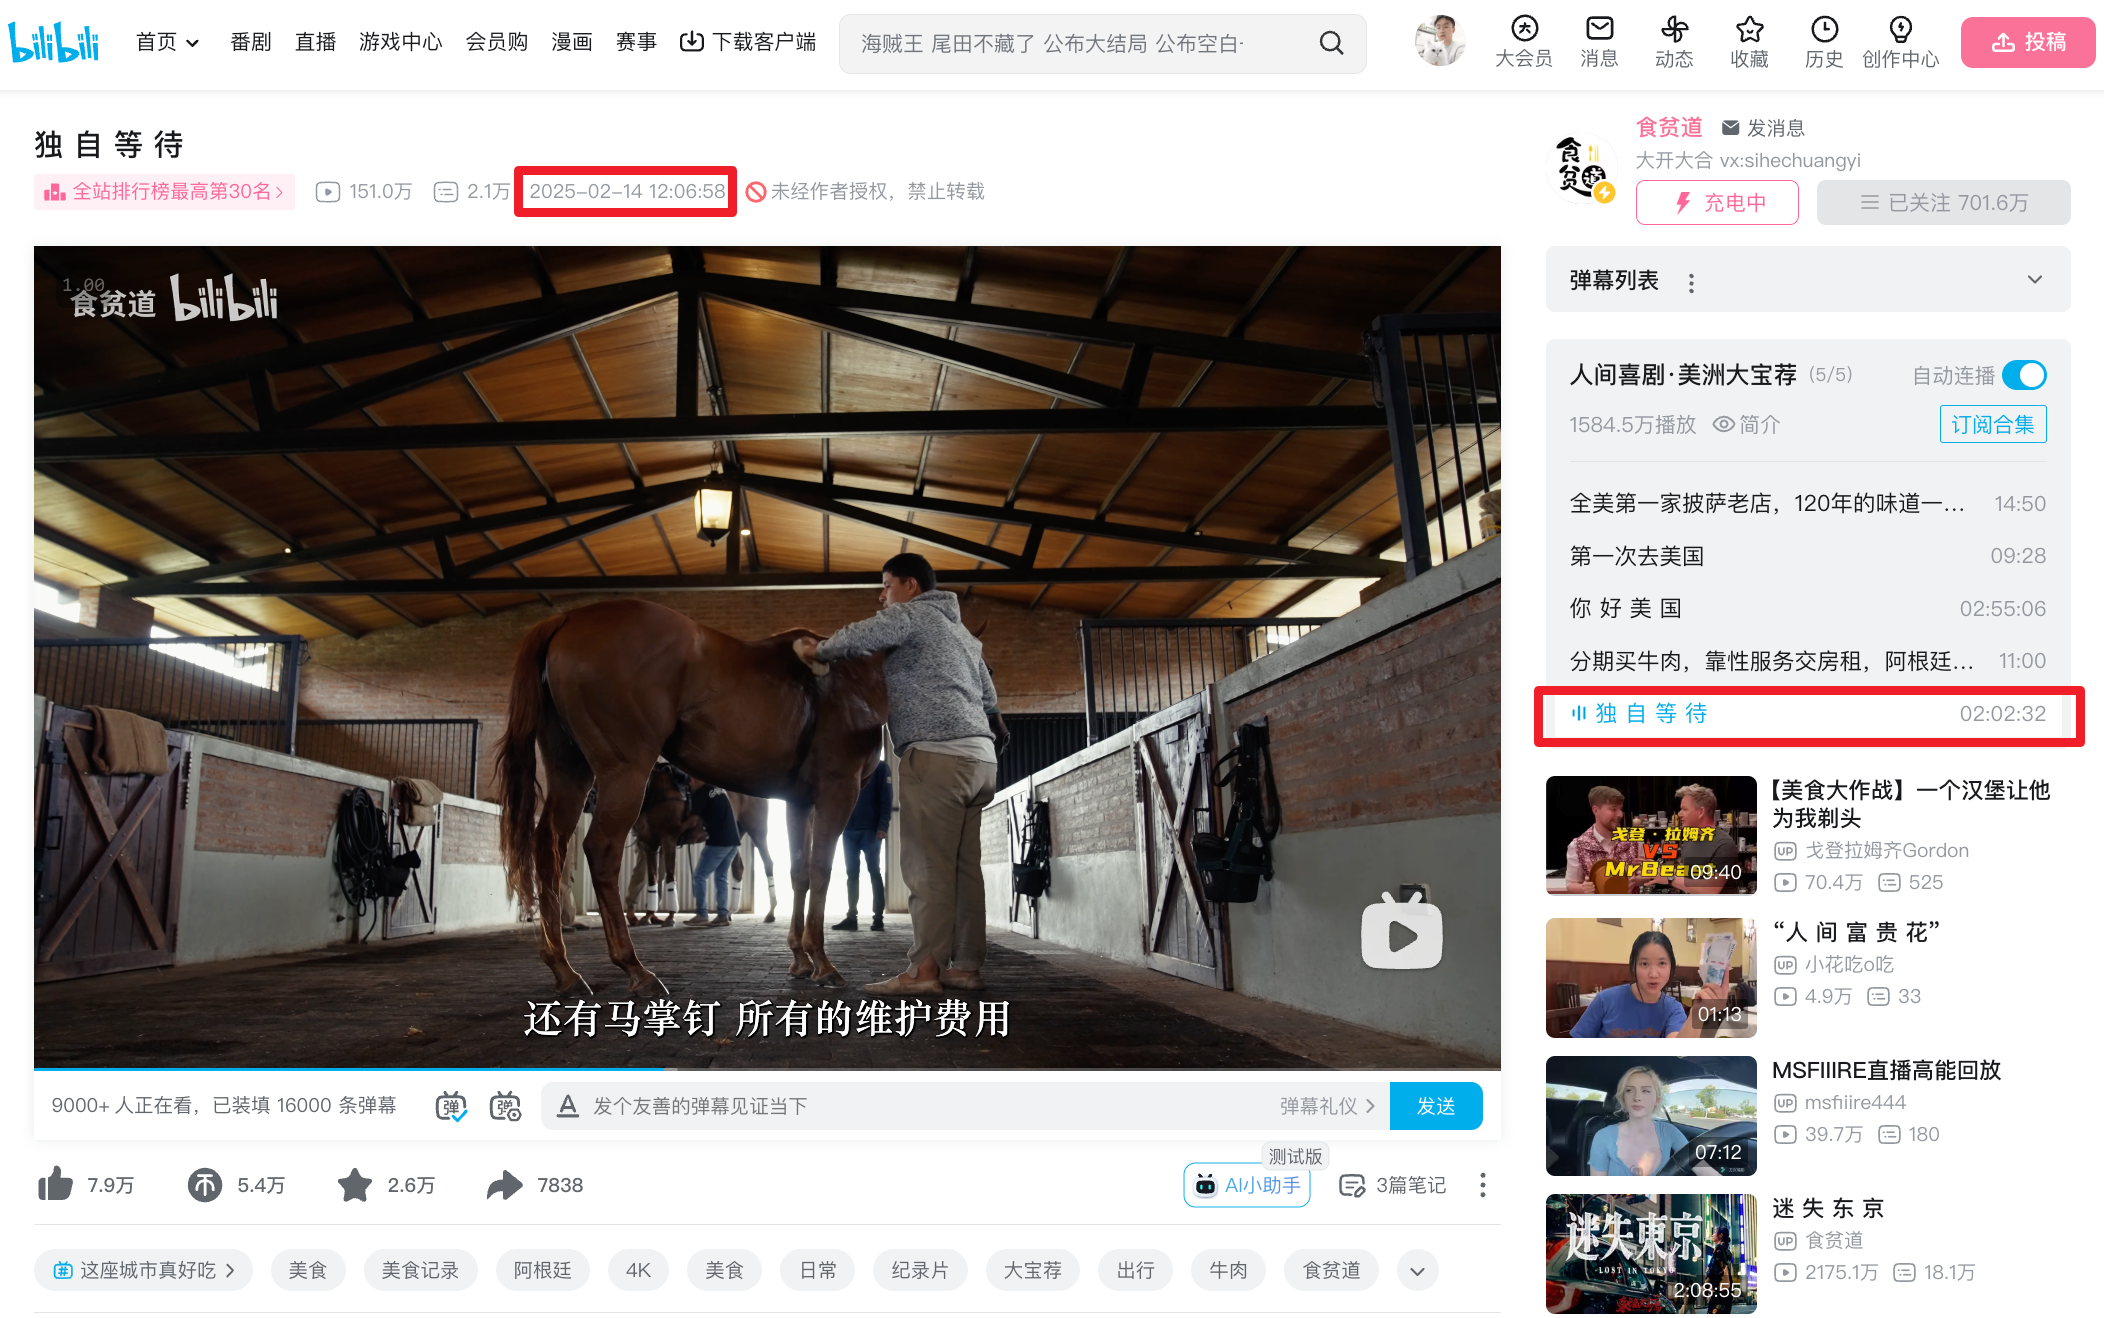 bilibili 首页 番剧 直播 游戏中心 会员购 漫画 赛事 下载客户端 海贼王 尾田不藏了 公布大结局 公布空白· 大会员 消息 动态 收藏 历史 创作中心 投稿
独 自 等 待
全站排行榜最高第30名 151.0万 2.1万 2025-02-14 12:06:58 未经作者授权，禁止转载
1.00
食贫道 bilibili
还有马掌钉 所有的维护费用
9000+ 人正在看，已装填 16000 条弹幕 弹 弹 A 发个友善的弹幕见证当下 弹幕礼仪 发送
7.9万 5.4万 2.6万 7838 测试版 AI小助手 3篇笔记
这座城市真好吃 美食 美食记录 阿根廷 4K 美食 日常 纪录片 大宝荐 出行 牛肉 食贫道
食贫道
食贫道 发消息
大开大合 vx:sihechuangyi
充电中 已关注 701.6万
弹幕列表
人间喜剧·美洲大宝荐 (5/5) 自动连播
1584.5万播放 简介 订阅合集
全美第一家披萨老店，120年的味道一... 14:50
第一次去美国 09:28
你 好 美 国 02:55:06
分期买牛肉，靠性服务交房租，阿根廷... 11:00
独 自 等 待 02:02:32
戈登·拉姆齐
VS
MrBeas
09:40
【美食大作战】一个汉堡让他
为我剃头
UP 戈登拉姆齐Gordon
70.4万 525
01:13
“人 间 富 贵 花”
UP 小花吃o吃
4.9万 33
07:12
MSFIIIRE直播高能回放
UP msfiiire444
39.7万 180
迷失東京
LOST IN TOKYO
2:08:55
迷 失 东 京
UP 食贫道
2175.1万 18.1万